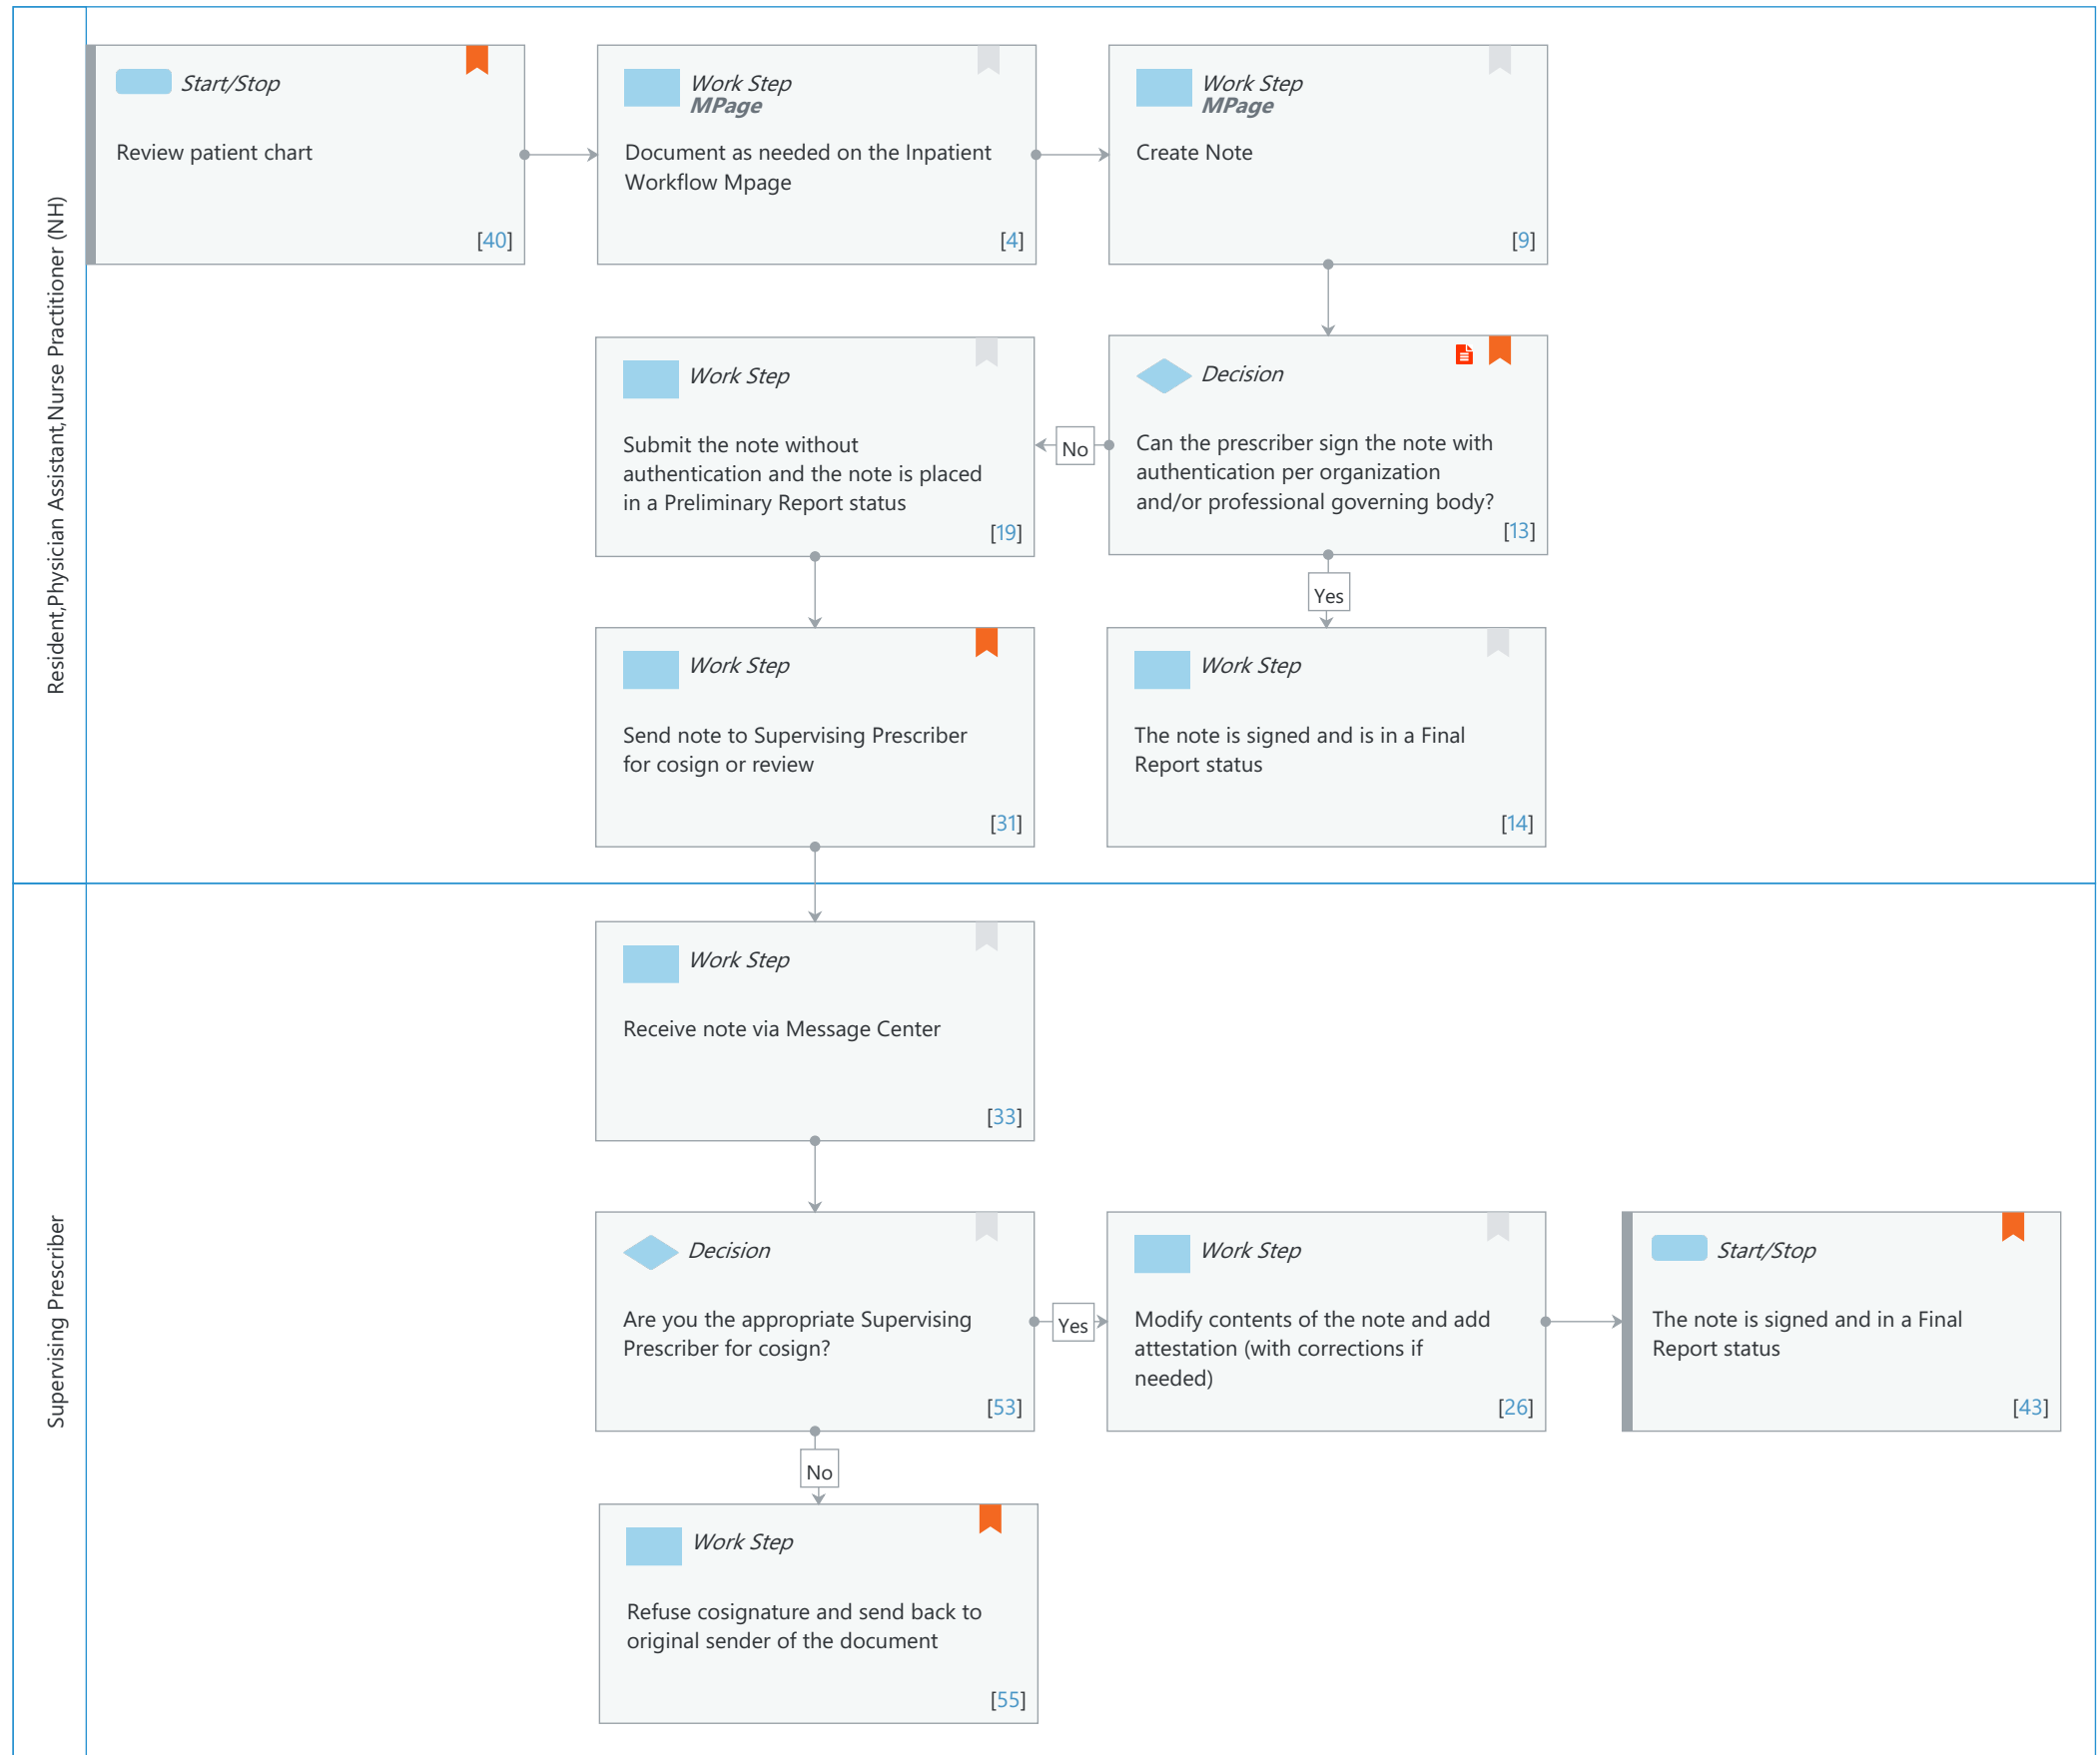 Resident,Physician Assistant,Nurse Practitioner (NH)
Start/Stop
Review patient chart
[40]
Work Step
MPage
Document as needed on the Inpatient
Workflow Mpage
[4]
Work Step
MPage
Create Note
[9]
Decision
Can the prescriber sign the note with
authentication per organization
and/or professional governing body?
[13]
No
Work Step
Submit the note without
authentication and the note is placed
in a Preliminary Report status
[19]
Yes
Work Step
Send note to Supervising Prescriber
for cosign or review
[31]
Work Step
The note is signed and is in a Final
Report status
[14]
Supervising Prescriber
Work Step
Receive note via Message Center
[33]
Decision
Are you the appropriate Supervising
Prescriber for cosign?
[53]
Yes
Work Step
Modify contents of the note and add
attestation (with corrections if
needed)
[26]
Start/Stop
The note is signed and in a Final
Report status
[43]
No
Work Step
Refuse cosignature and send back to
original sender of the document
[55]